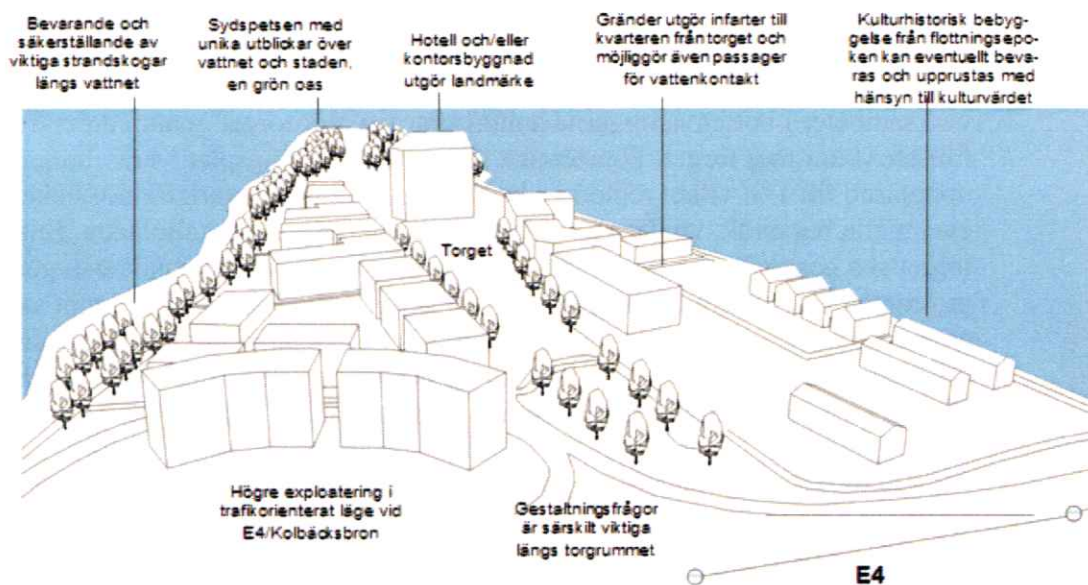 Bevarande och
säkerställande av
viktiga strandskogar
längs vattnet
Sydspetsen med
unika utblickar över
vattnet och staden,
en grön oas
Hotell och/eller
kontorsbyggnad
utgör landmärke
Gränder utgör infarter till
kvarteren från torget och
möjliggör även passager
för vattenkontakt
Kulturhistorisk bebyg-
gelse från flottningsepo-
ken kan eventuellt beva-
ras och upprustas med
hänsyn till kulturvärdet
Torget
Högre exploatering i
trafikorienterat läge vid
E4/Kolbäcksbron
Gestaltningsfrågor
är särskilt viktiga
längs torgrummet
E4